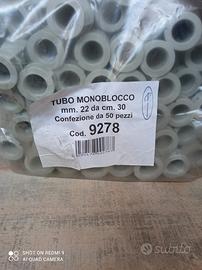 TUBO MONOBLOCCO
mm. 22 da cm. 30
Confezione da 50 pezzi
Cod. 9278
SHOT ON REDMI 9
AI QUAD CAMERA
subito